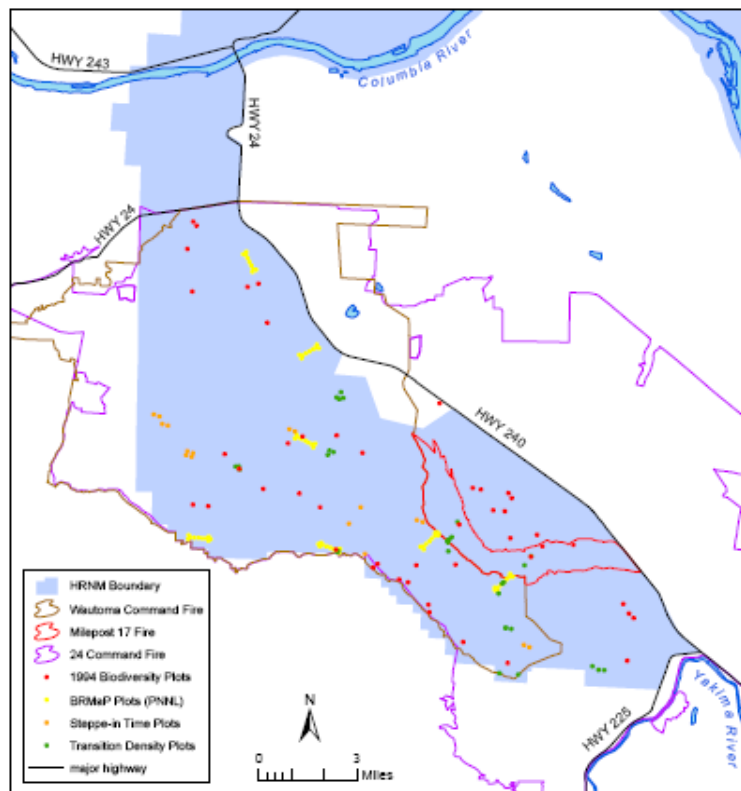 HWY 243
Columbia River
HWY 24
HWY 24
HWY 240
HRNM Boundary
Wautoma Command Fire
Milepost 17 Fire
24 Command Fire
1994 Biodiversity Plots
BRMaP Plots (PNNL)
Steppe-in Time Plots
Transition Density Plots
major highway
N
0 3
Miles
HWY 225
Yakima River